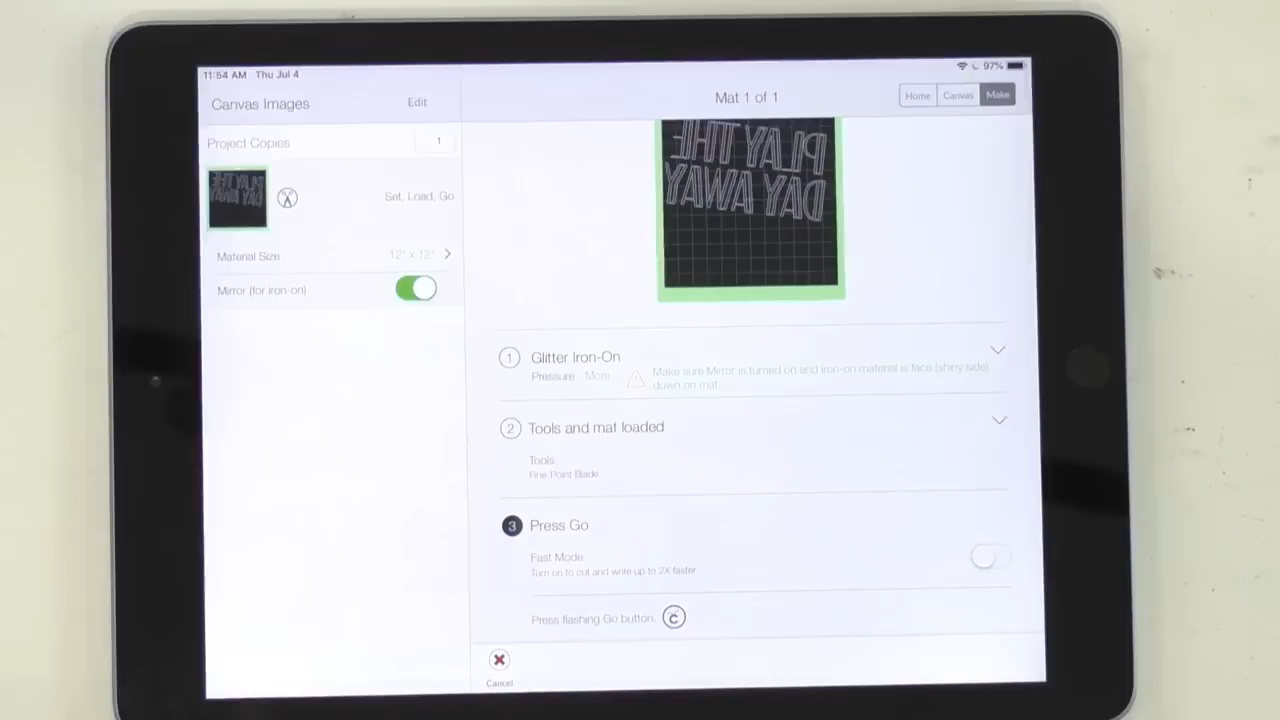 11:54 AM Thu Jul 4
97%
Canvas Images
Edit
Mat 1 of 1
Home
Canvas
Make
Project Copies
1
PLAY THE
DAY AWAY
PLAY THE
DAY AWAY
Set, Load, Go
Material Size
12" x 12"
Mirror (for iron-on)
1 Glitter Iron-On
Pressure: More
Make sure Mirror is turned on and iron-on material is face (shiny side)
down on mat
2 Tools and mat loaded
Tools
Fine Point Blade
3 Press Go
Fast Mode
Turn on to cut and write up to 2X faster
Press flashing Go button.
Cancel